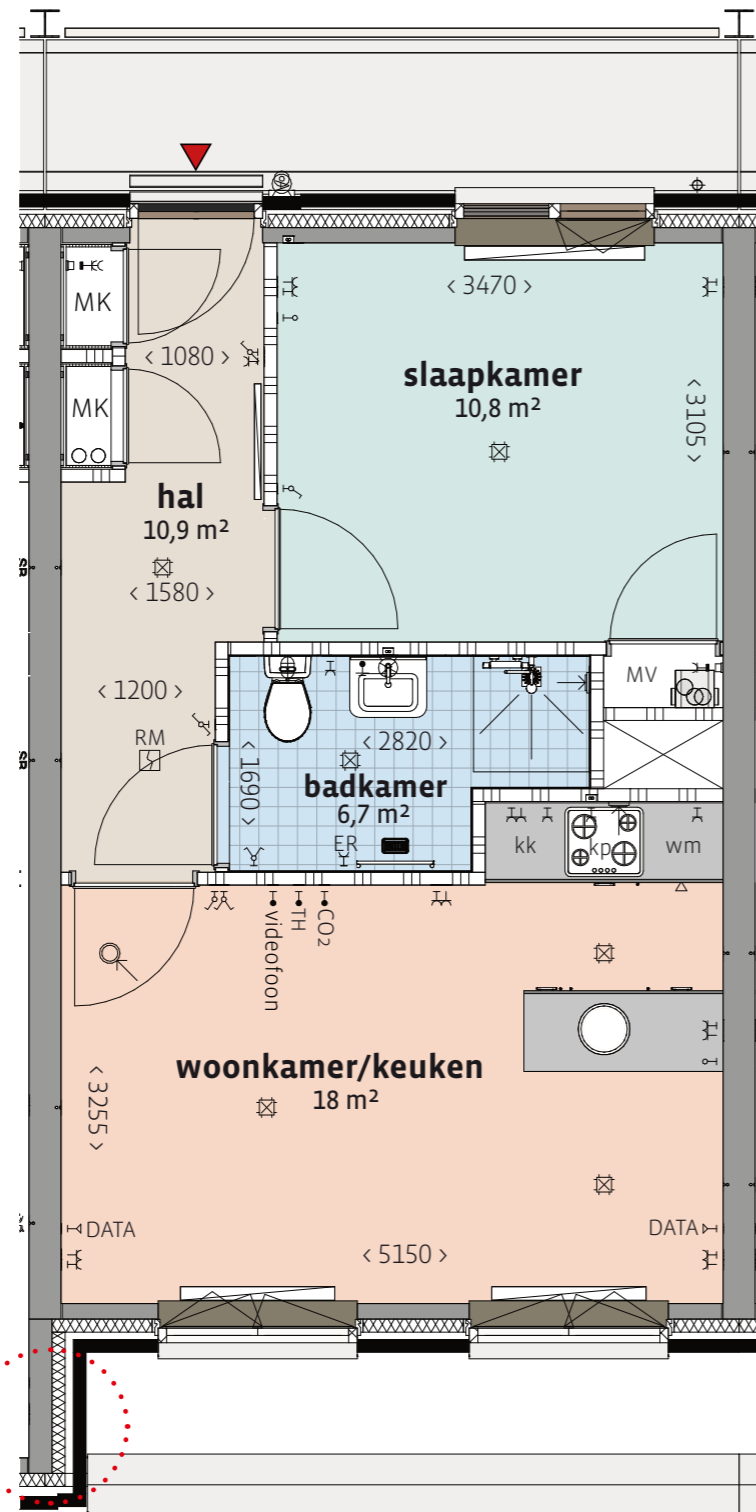 < 3470 >
MK
< 1080 >
slaapkamer
10,8 m²
< 3105 >
MK
hal
10,9 m²
< 1580 >
MV
< 1200 >
RM
< 2820 >
< 1690 >
badkamer
6,7 m²
ER
kk
kp
wm
videofoon
TH
CO2
woonkamer/keuken
18 m²
< 3255 >
DATA
DATA
< 5150 >